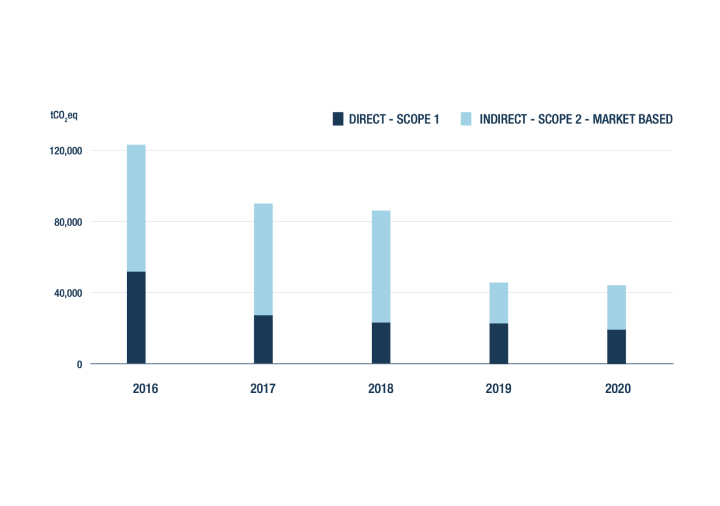 tCO₂eq
DIRECT - SCOPE 1 INDIRECT - SCOPE 2 - MARKET BASED
120,000
80,000
40,000
0
2016 2017 2018 2019 2020